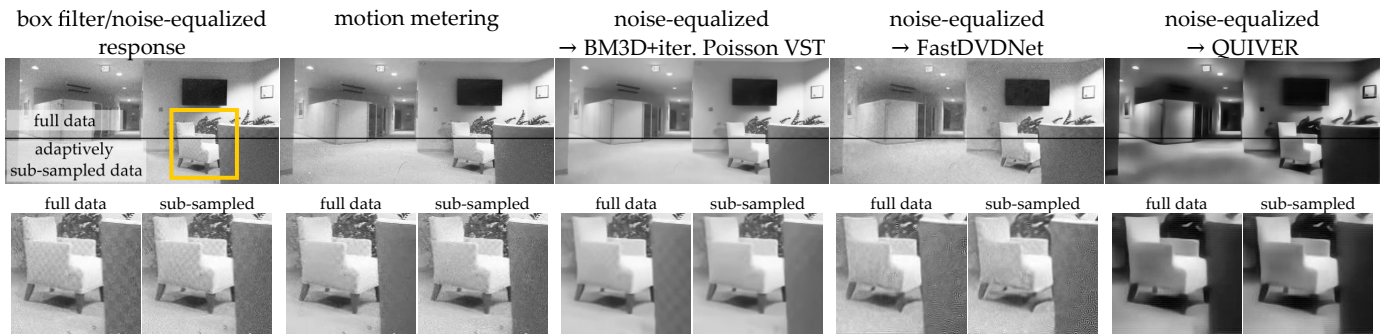 box filter/noise-equalized
response
motion metering
noise-equalized
→ BM3D+iter. Poisson VST
noise-equalized
→ FastDVDNet
noise-equalized
→ QUIVER
full data
adaptively
sub-sampled data
full data sub-sampled
full data sub-sampled
full data sub-sampled
full data sub-sampled
full data sub-sampled